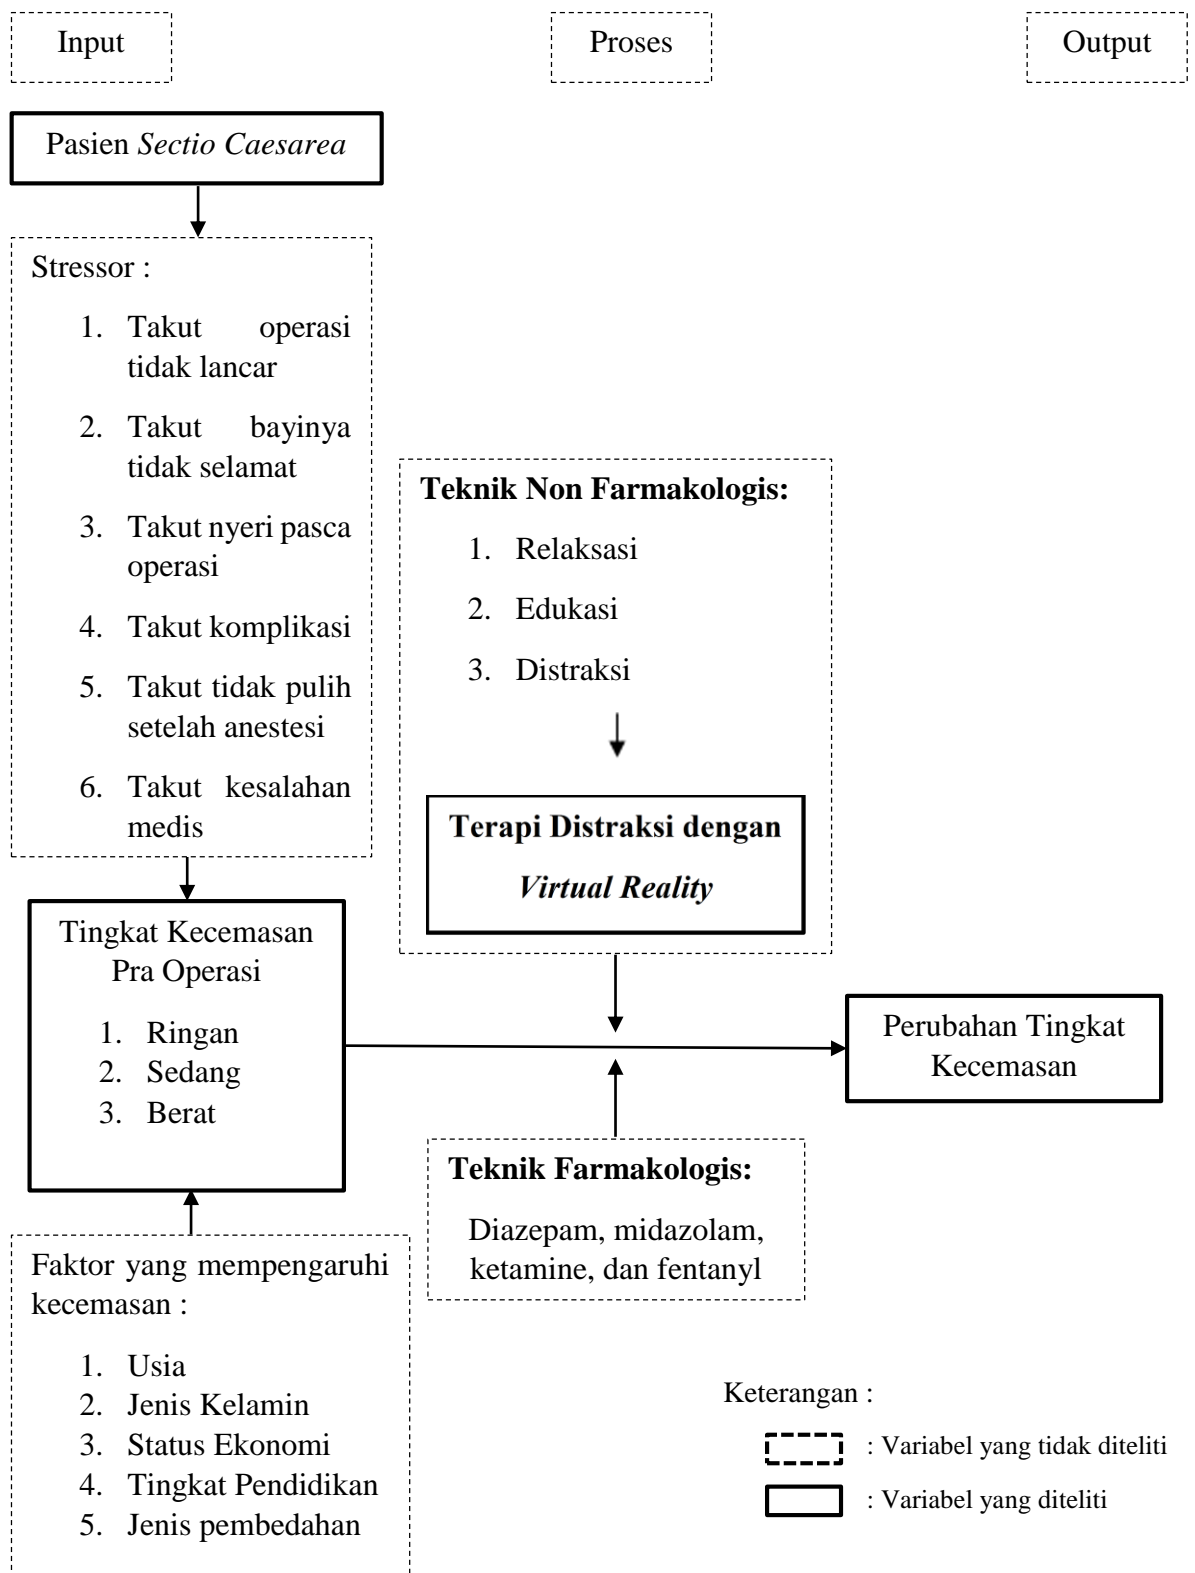 Input
Proses
Output
Pasien Sectio Caesarea
Stressor :
1. Takut operasi
tidak lancar
2. Takut bayinya
tidak selamat
3. Takut nyeri pasca
operasi
4. Takut komplikasi
5. Takut tidak pulih
setelah anestesi
6. Takut kesalahan
medis
Teknik Non Farmakologis:
1. Relaksasi
2. Edukasi
3. Distraksi
Terapi Distraksi dengan
Virtual Reality
Tingkat Kecemasan
Pra Operasi
1. Ringan
2. Sedang
3. Berat
Perubahan Tingkat
Kecemasan
Teknik Farmakologis:
Diazepam, midazolam,
ketamine, dan fentanyl
Faktor yang mempengaruhi
kecemasan :
1. Usia
2. Jenis Kelamin
3. Status Ekonomi
4. Tingkat Pendidikan
5. Jenis pembedahan
Keterangan :
: Variabel yang tidak diteliti
: Variabel yang diteliti